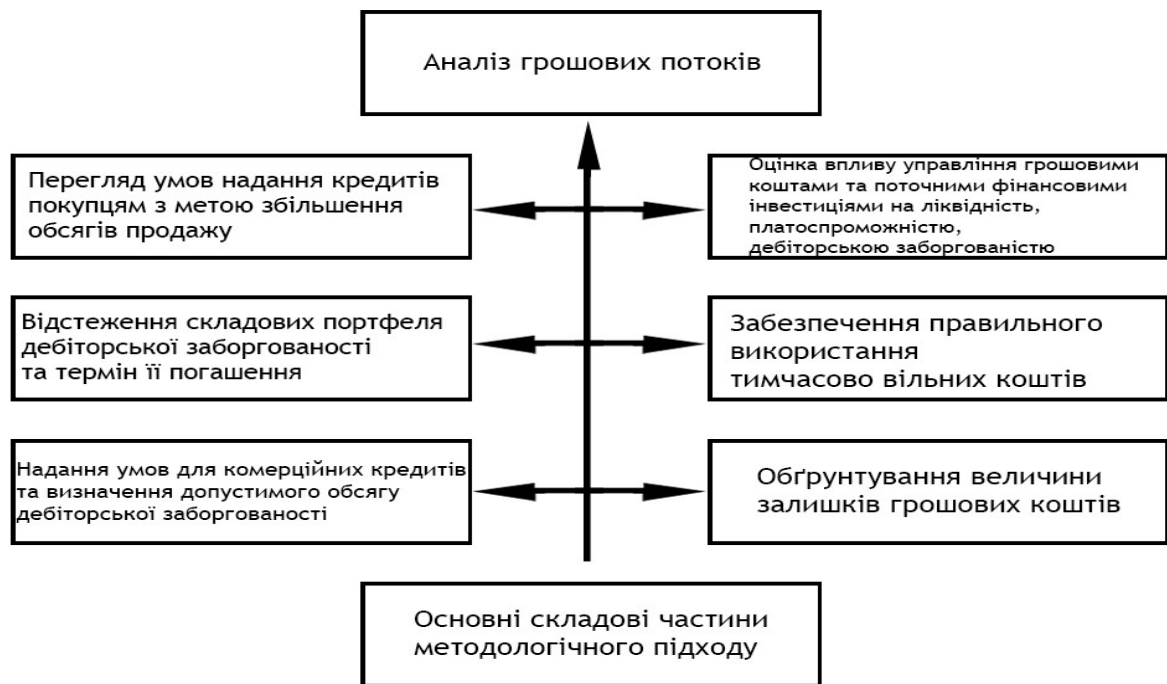 Аналіз грошових потоків
Перегляд умов надання кредитів
покупцям з метою збільшення
обсягів продажу
Оцінка впливу управління грошовими
коштами та поточними фінансовими
інвестиціями на ліквідність,
платоспроможністю,
дебіторською заборгованістю
Відстеження складових портфеля
дебіторської заборгованості
та термін її погашення
Забезпечення правильного
використання
тимчасово вільних коштів
Надання умов для комерційних кредитів
та визначення допустимого обсягу
дебіторської заборгованості
Обґрунтування величини
залишків грошових коштів
Основні складові частини
методологічного підходу